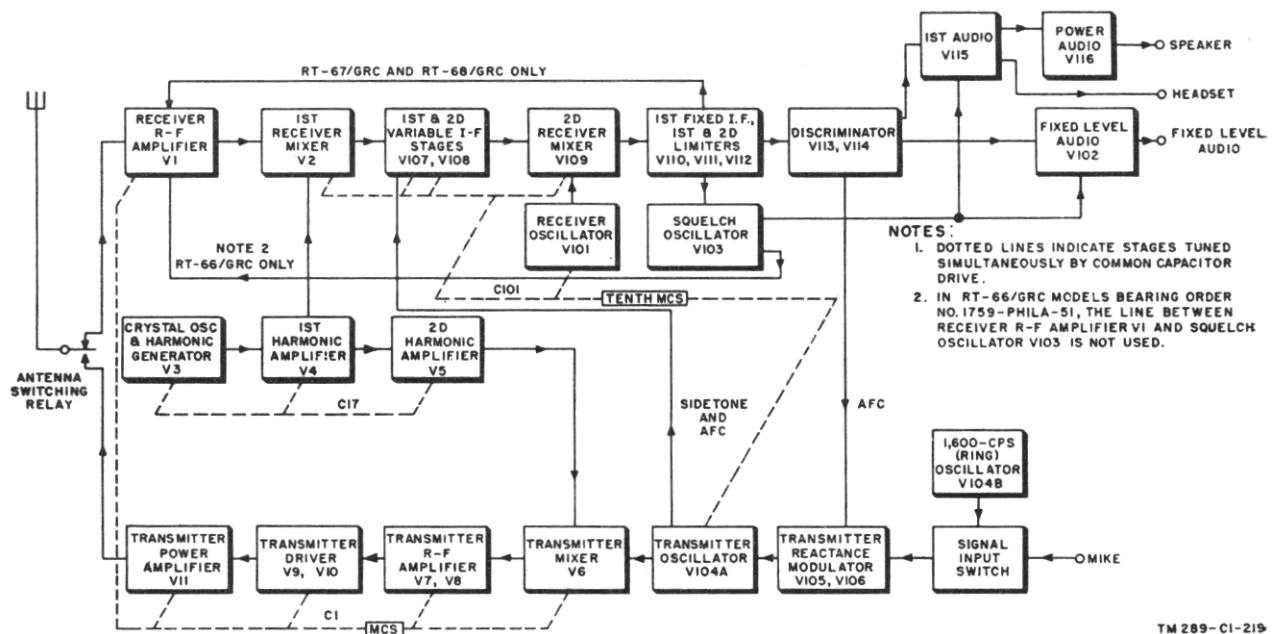 RT-67/GRC AND RT-68/GRC ONLY
1ST AUDIO
V115
POWER
AUDIO
V116
SPEAKER
HEADSET
RECEIVER
R-F
AMPLIFIER
V1
1ST
RECEIVER
MIXER
V2
1ST & 2D
VARIABLE I-F
STAGES
V107, V108
2D
RECEIVER
MIXER
V109
1ST FIXED I.F.,
1ST & 2D
LIMITERS
V110, V111, V112
DISCRIMINATOR
V113, V114
FIXED LEVEL
AUDIO
V102
FIXED LEVEL
AUDIO
RECEIVER
OSCILLATOR
V101
SQUELCH
OSCILLATOR
V103
NOTE 2
RT-66/GRC ONLY
C101
TENTH MCS
NOTES:
1. DOTTED LINES INDICATE STAGES TUNED
SIMULTANEOUSLY BY COMMON CAPACITOR
DRIVE.
2. IN RT-66/GRC MODELS BEARING ORDER
NO. 1759-PHILA-51, THE LINE BETWEEN
RECEIVER R-F AMPLIFIER V1 AND SQUELCH
OSCILLATOR V103 IS NOT USED.
ANTENNA
SWITCHING
RELAY
CRYSTAL OSC
& HARMONIC
GENERATOR
V3
1ST
HARMONIC
AMPLIFIER
V4
2D
HARMONIC
AMPLIFIER
V5
C17
SIDETONE
AND
AFC
AFC
1,600-CPS
(RING)
OSCILLATOR
V104B
TRANSMITTER
POWER
AMPLIFIER
V11
TRANSMITTER
DRIVER
V9, V10
TRANSMITTER
R-F
AMPLIFIER
V7, V8
TRANSMITTER
MIXER
V6
TRANSMITTER
OSCILLATOR
V104A
TRANSMITTER
REACTANCE
MODULATOR
V105, V106
SIGNAL
INPUT
SWITCH
MIKE
C1
MCS
TM 289-C1-219